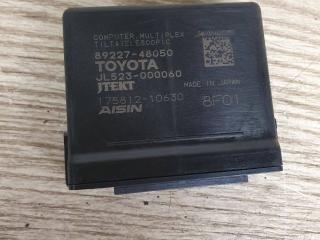 COMPUTER, MULTIPLEX
TILT&TELESCOPIC
89227-48050
TOYOTA
JL523-000060
JTEKT MADE IN JAPAN
175812-10630 8F01
AISIN